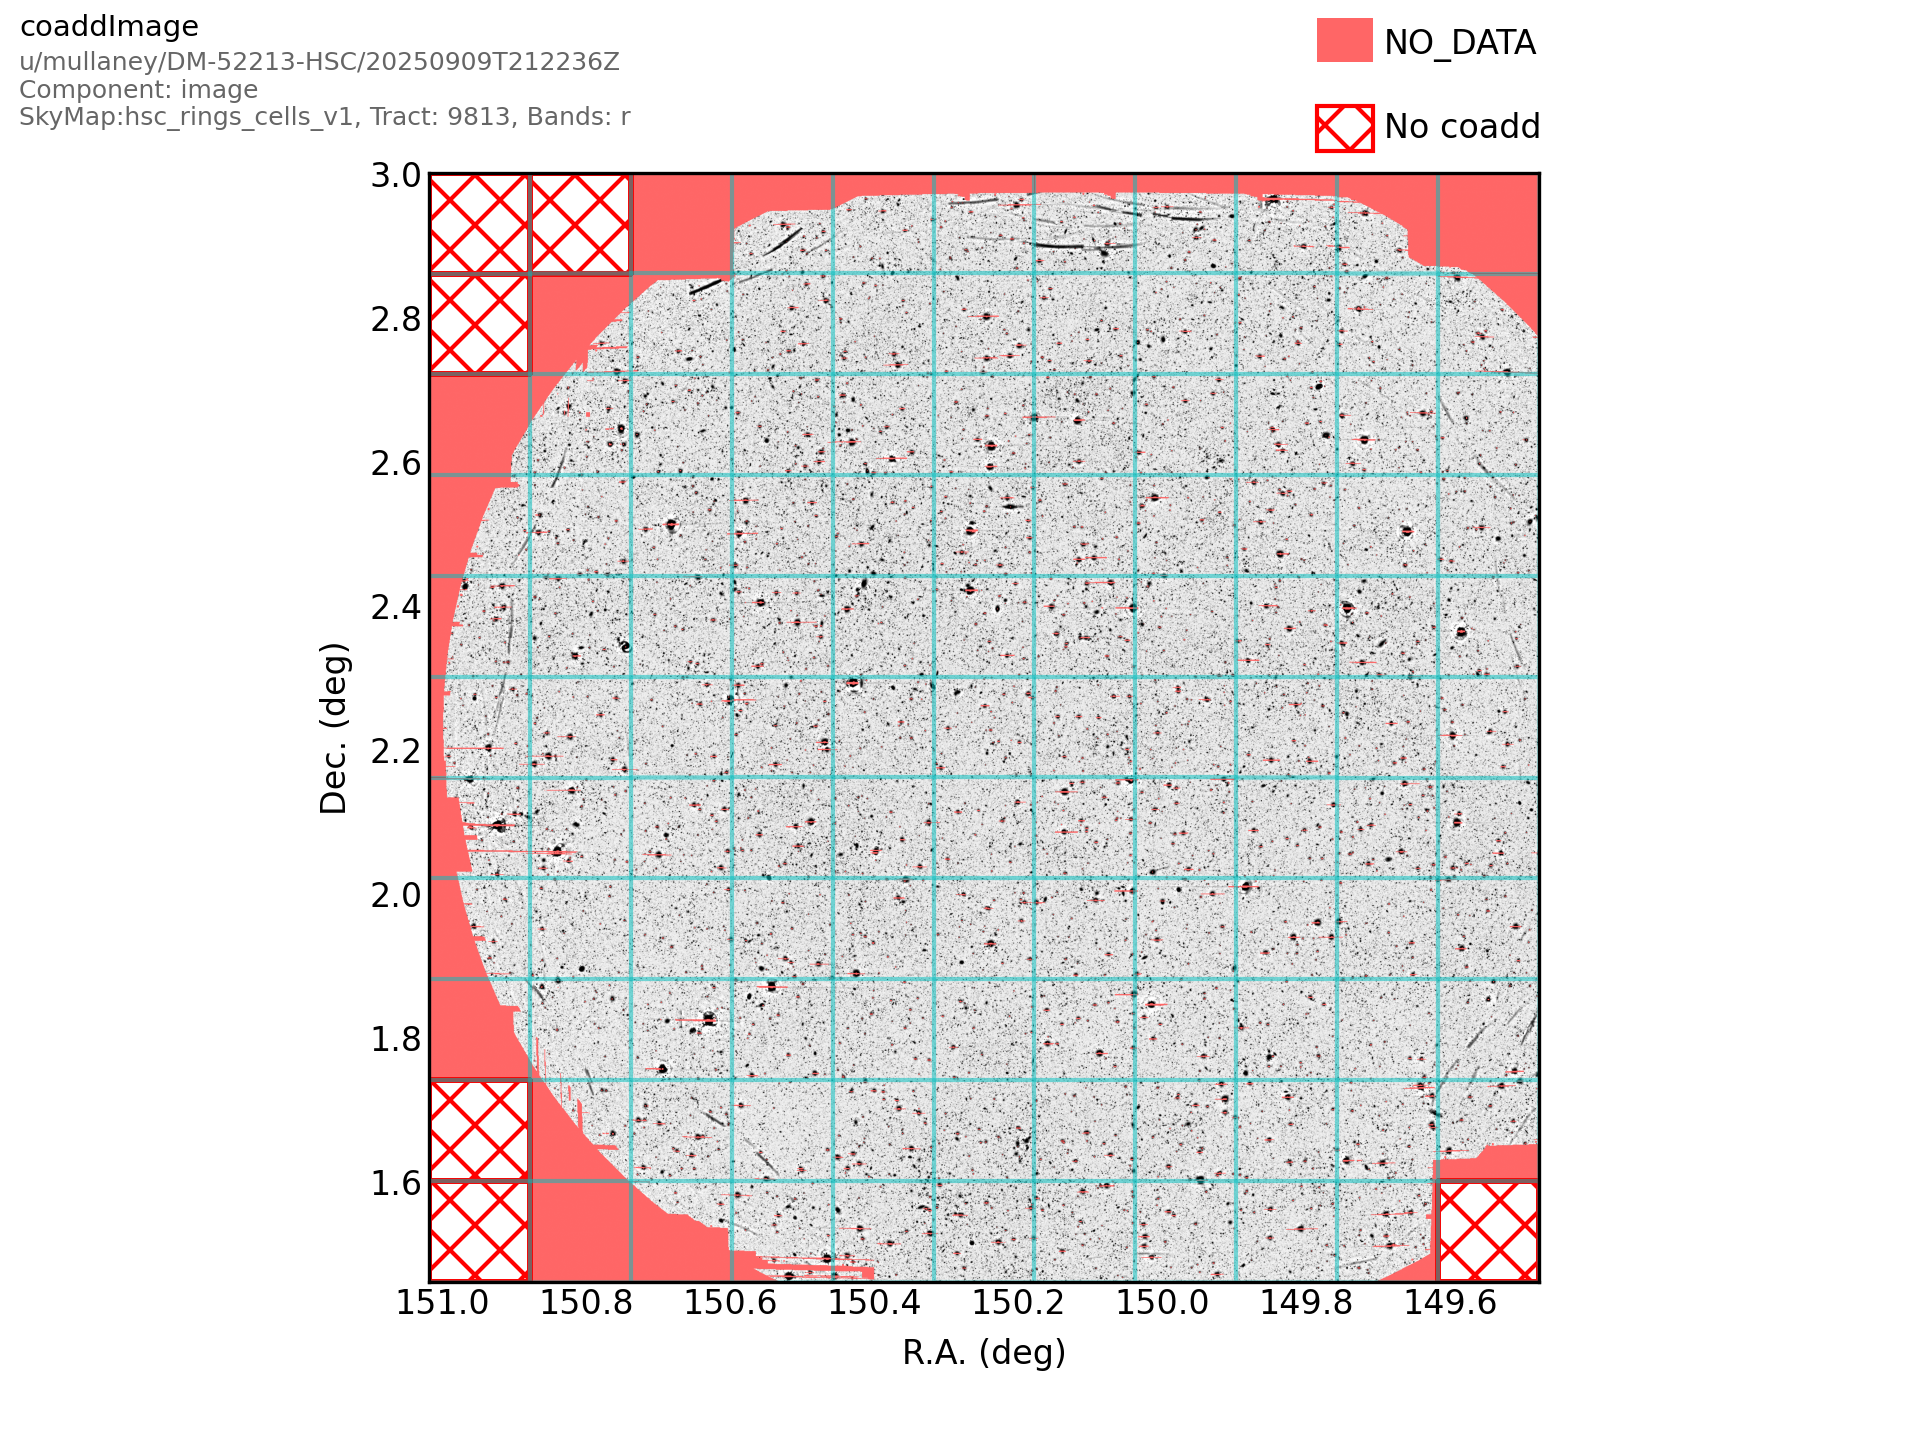 coaddImage
u/mullaney/DM-52213-HSC/20250909T212236Z
Component: image
SkyMap:hsc_rings_cells_v1, Tract: 9813, Bands: r
NO_DATA
No coadd
3.0
2.8
2.6
2.4
2.2
2.0
1.8
1.6
Dec. (deg)
151.0 150.8 150.6 150.4 150.2 150.0 149.8 149.6
R.A. (deg)